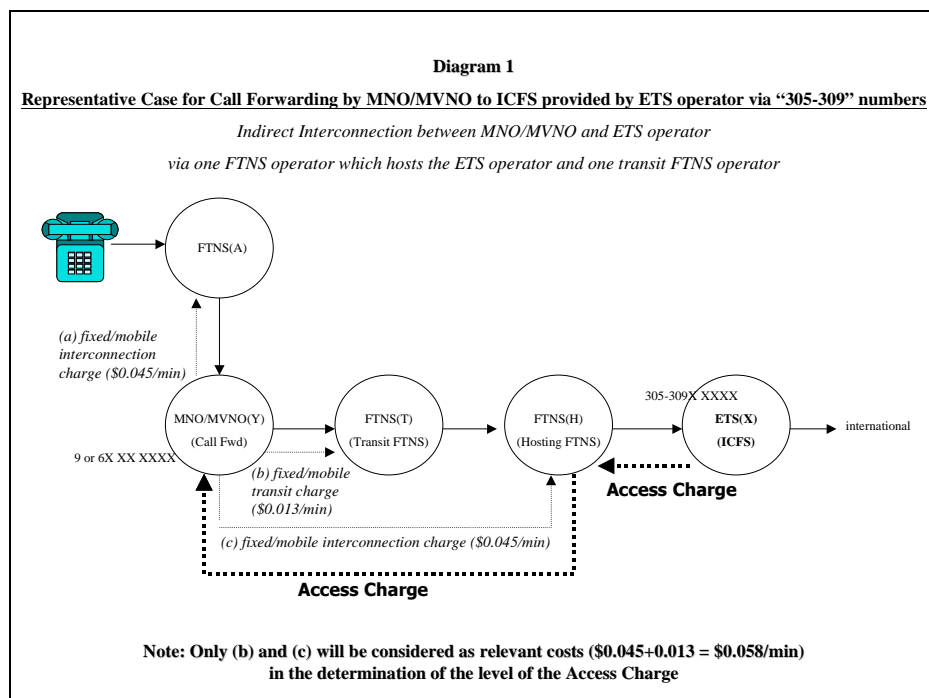 Diagram 1
Representative Case for Call Forwarding by MNO/MVNO to ICFS provided by ETS operator via “305-309” numbers
Indirect Interconnection between MNO/MVNO and ETS operator
via one FTNS operator which hosts the ETS operator and one transit FTNS operator
FTNS(A)
(a) fixed/mobile
interconnection
charge ($0.045/min)
305-309X XXXX
MNO/MVNO(Y)
(Call Fwd)
FTNS(T)
(Transit FTNS)
FTNS(H)
(Hosting FTNS)
ETS(X)
(ICFS)
international
9 or 6X XX XXXX
(b) fixed/mobile
transit charge
($0.013/min)
Access Charge
(c) fixed/mobile interconnection charge ($0.045/min)
Access Charge
Note: Only (b) and (c) will be considered as relevant costs ($0.045+0.013 = $0.058/min)
in the determination of the level of the Access Charge